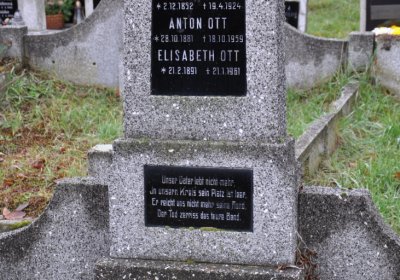 *2.12.1852 †19.4.1924
ANTON OTT
*28.10.1881 †18.10.1959
ELISABETH OTT
*21.2.1891 †21.1.1961
Unser Vater lebt nicht mehr,
In unserm Kreis sein Platz ist leer,
Er reicht uns nicht mehr seine Hand,
Der Tod zerriss das teure Band.